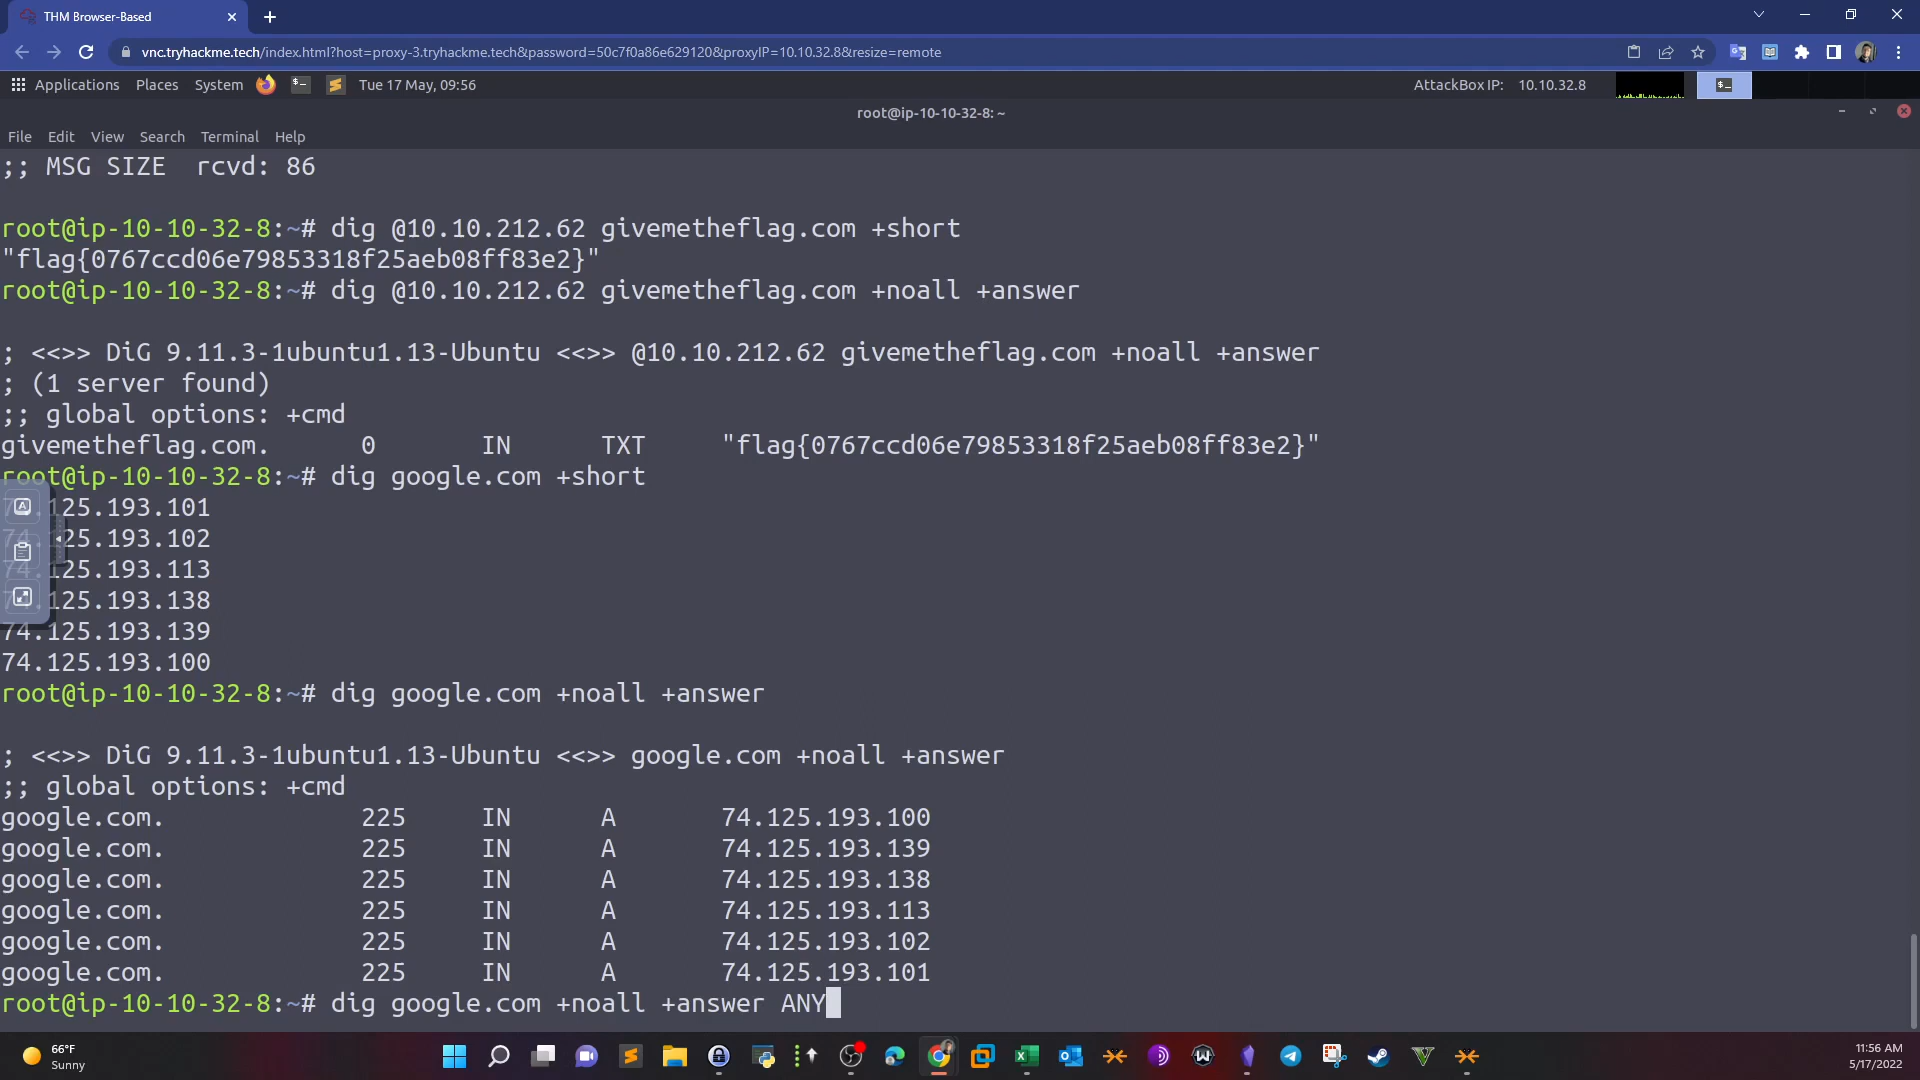 THM Browser-Based
vnc.tryhackme.tech/index.html?host=proxy-3.tryhackme.tech&password=50c7f0a86e629120&proxyIP=10.10.32.8&resize=remote
Applications Places System Tue 17 May, 09:56 AttackBox IP: 10.10.32.8
root@ip-10-10-32-8: ~
File Edit View Search Terminal Help
;; MSG SIZE  rcvd: 86
root@ip-10-10-32-8:~# dig @10.10.212.62 givemetheflag.com +short
"flag{0767ccd06e79853318f25aeb08ff83e2}"
root@ip-10-10-32-8:~# dig @10.10.212.62 givemetheflag.com +noall +answer
; <<>> DiG 9.11.3-1ubuntu1.13-Ubuntu <<>> @10.10.212.62 givemetheflag.com +noall +answer
; (1 server found)
;; global options: +cmd
givemetheflag.com. 0 IN TXT "flag{0767ccd06e79853318f25aeb08ff83e2}"
root@ip-10-10-32-8:~# dig google.com +short
74.125.193.101
74.125.193.102
74.125.193.113
74.125.193.138
74.125.193.139
74.125.193.100
root@ip-10-10-32-8:~# dig google.com +noall +answer
; <<>> DiG 9.11.3-1ubuntu1.13-Ubuntu <<>> google.com +noall +answer
;; global options: +cmd
google.com. 225 IN A 74.125.193.100
google.com. 225 IN A 74.125.193.139
google.com. 225 IN A 74.125.193.138
google.com. 225 IN A 74.125.193.113
google.com. 225 IN A 74.125.193.102
google.com. 225 IN A 74.125.193.101
root@ip-10-10-32-8:~# dig google.com +noall +answer ANY
66°F
Sunny
11:56 AM
5/17/2022